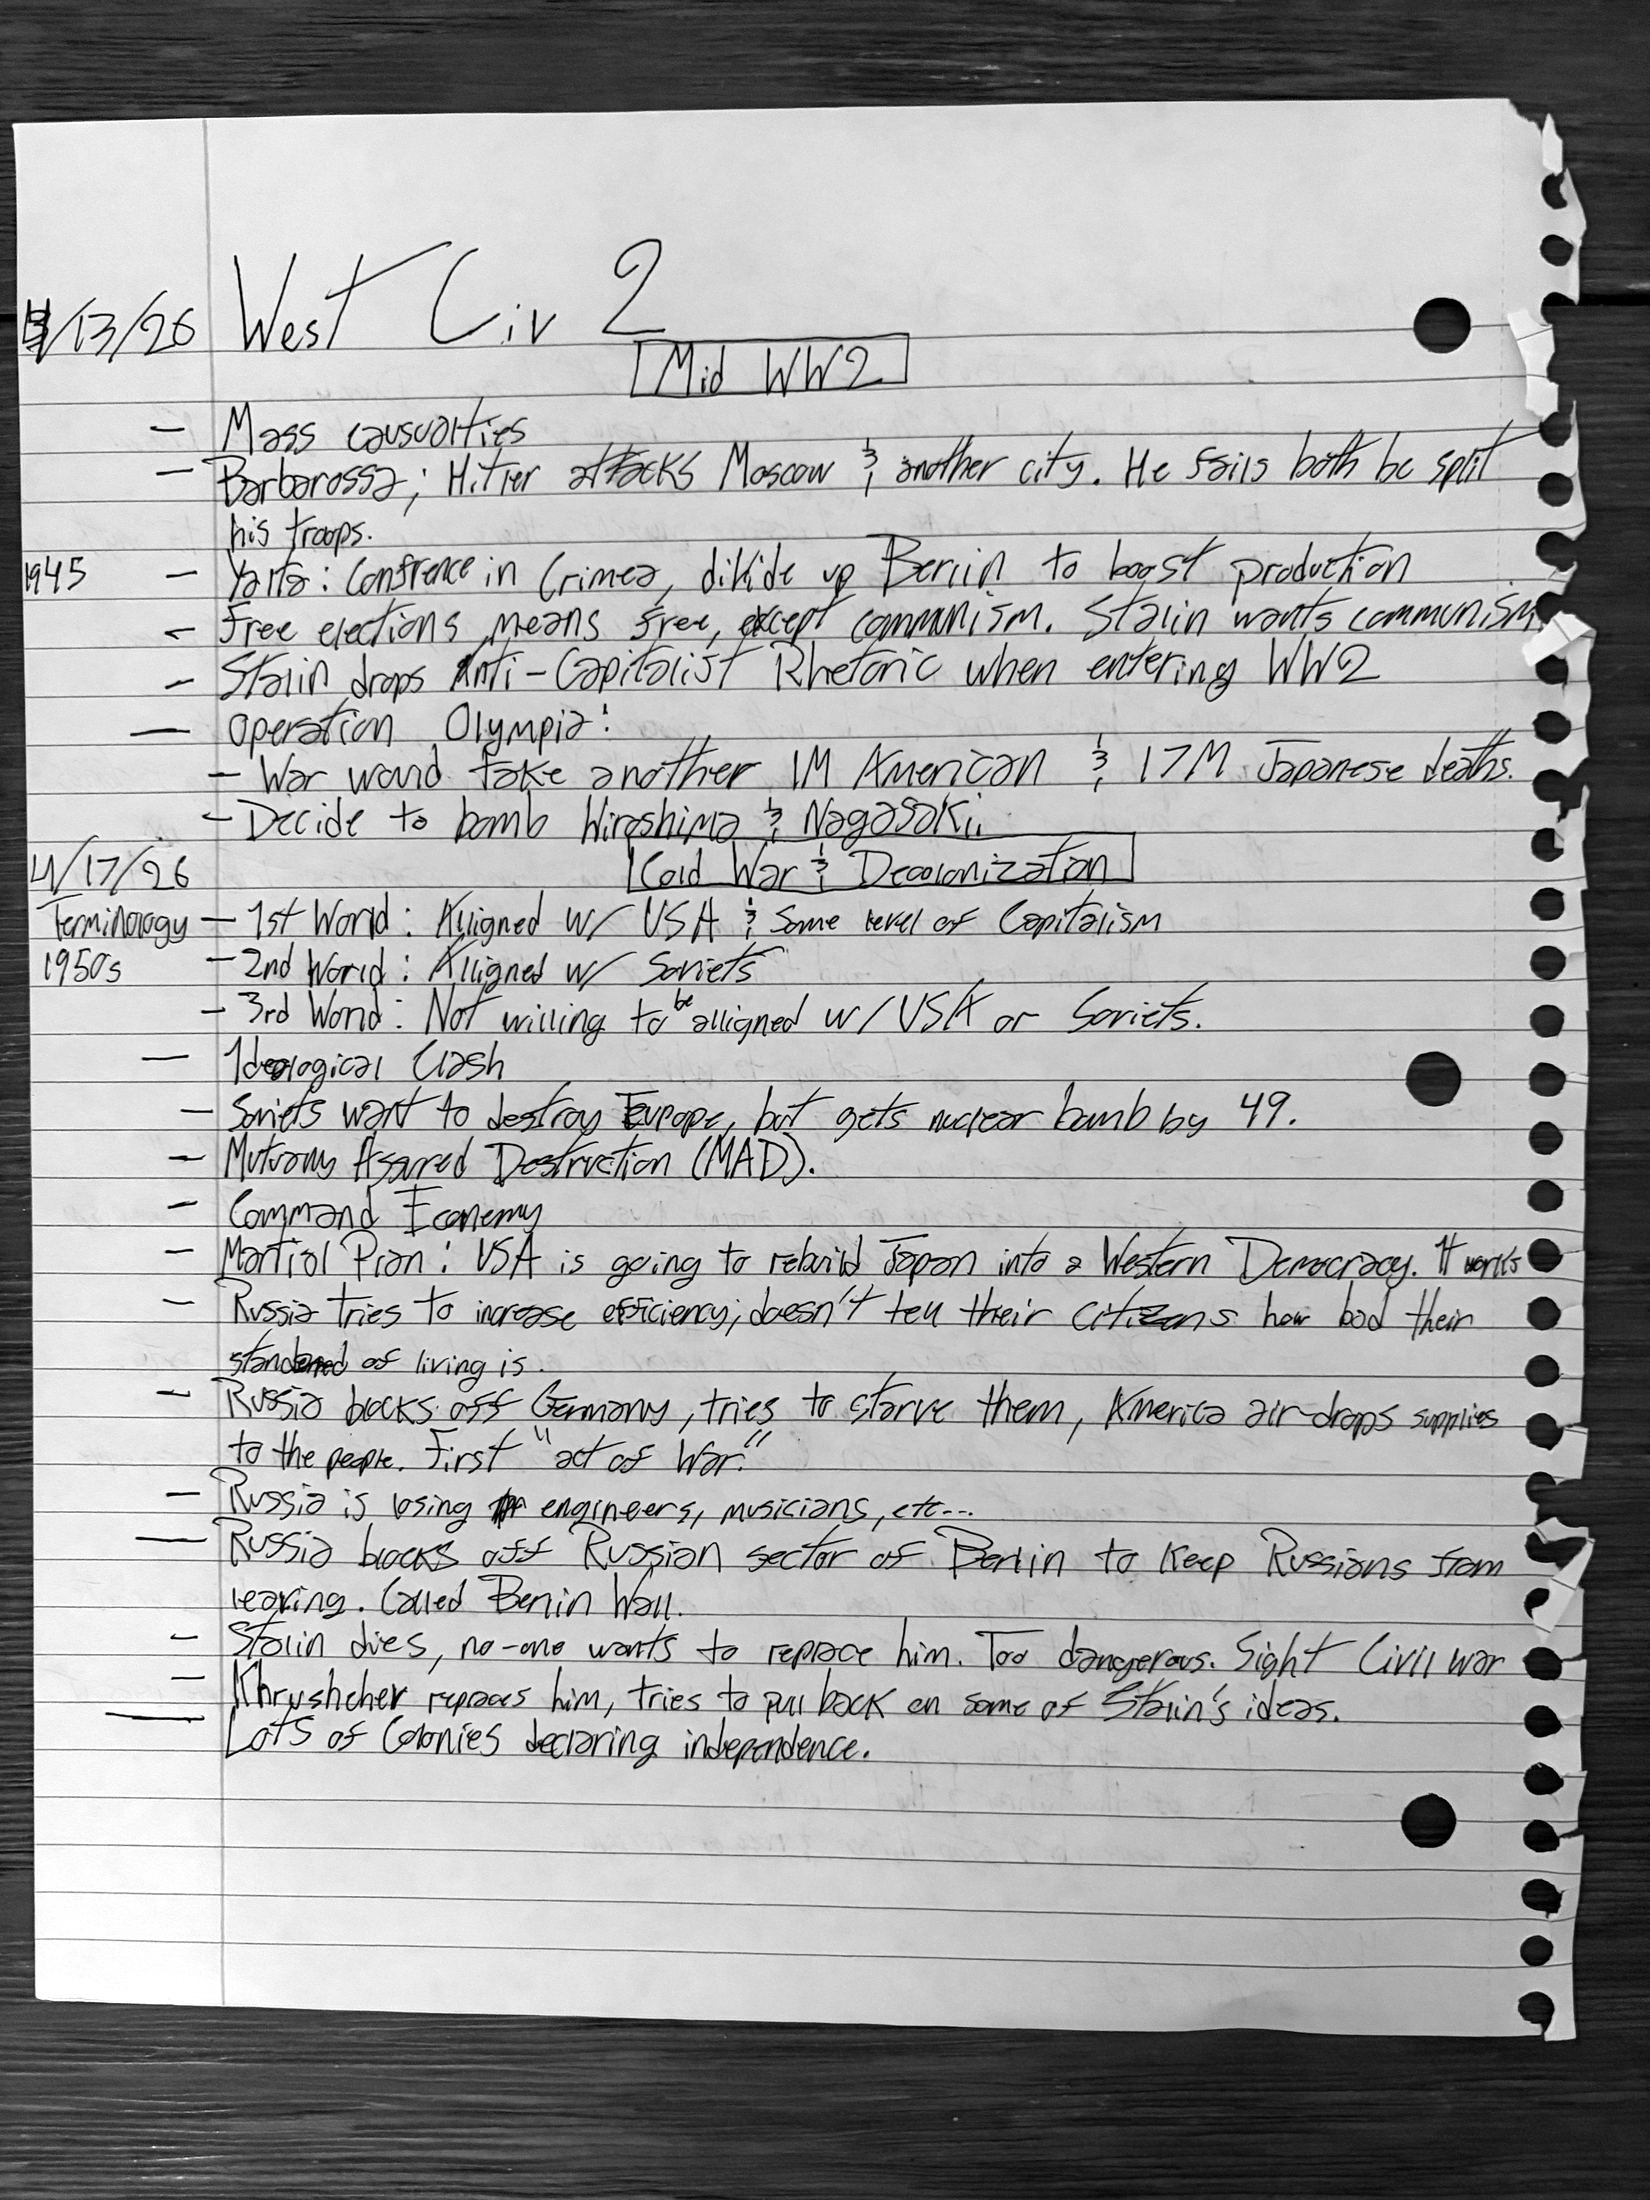 4/13/26 West Civ 2
Mid WW2
- Mass causualties
- Barbarossa; Hitler attacks Moscow & another city. He fails both bc split
his troops.
1945 - Yalta: Confrence in Crimea, divide up Berlin to boost production
- Free elections means free, except communism. Stalin wants communism
- Stalin drops Anti-Capitalist Rhetoric when entering WW2
- Operation Olympia:
- War would take another 1M American & 17M Japanese deaths.
- Decide to bomb Hiroshima & Nagasaki.
4/17/26 Cold War & Decolonization
Terminology - 1st World: Alligned w/ USA & Some level of Capitalism
1950s - 2nd World: Alligned w/ Soviets
- 3rd World: Not willing to be alligned w/ USA or Soviets.
- Ideological Clash
- Soviets want to destroy Europe, but gets nuclear bomb by 49.
- Mutually Assured Destruction (MAD).
- Command Economy
- Martial Plan: USA is going to rebuild Japan into a Western Democracy. It works
- Russia tries to increase efficiency; doesn't tell their citizens how bad their
standered of living is.
- Russia blocks off Germany, tries to starve them, America air-drops supplies
to the people. First "act of War."
- Russia is losing engineers, musicians, etc...
- Russia blocks off Russian sector of Berlin to keep Russians from
leaving. Called Berlin Wall.
- Stalin dies, no-one wants to replace him. Too dangerous. Slight Civil war
- Khrushcher replaces him, tries to pull back on some of Stalin's ideas.
- Lots of Colonies declaring independence.